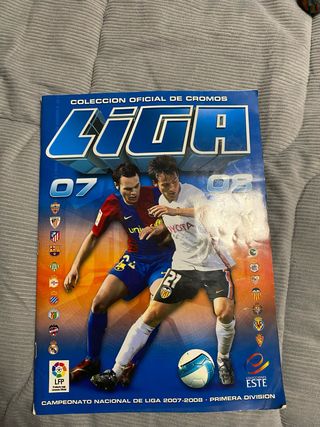 COLECCION OFICIAL DE CROMOS
LIGA
07 08
unicef
TOYOTA
21
LFP
ESTE
CAMPEONATO NACIONAL DE LIGA 2007-2008 · PRIMERA DIVISION